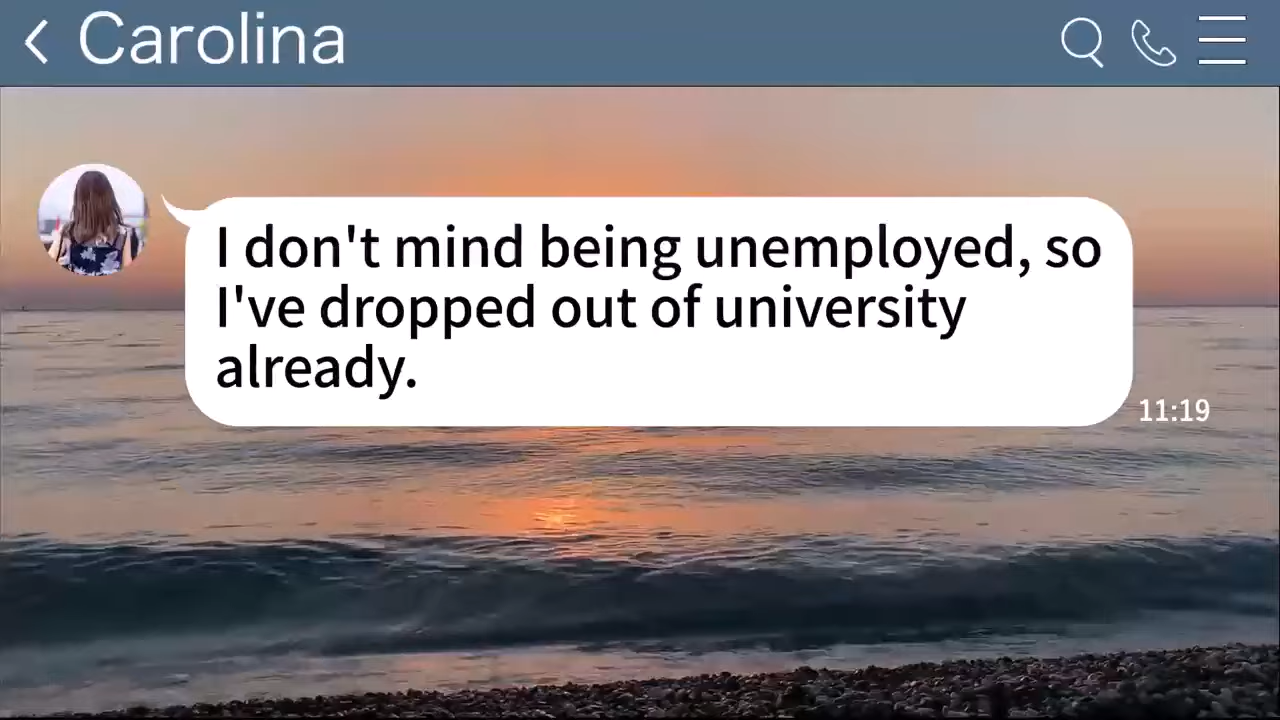 Carolina
I don't mind being unemployed, so
I've dropped out of university
already.
11:19